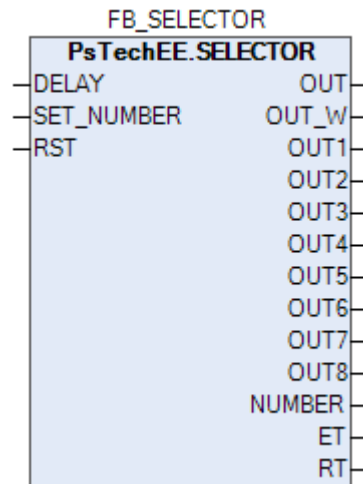 FB_SELECTOR
PsTechEE.SELECTOR
DELAY OUT
SET_NUMBER OUT_W
RST OUT1
OUT2
OUT3
OUT4
OUT5
OUT6
OUT7
OUT8
NUMBER
ET
RT